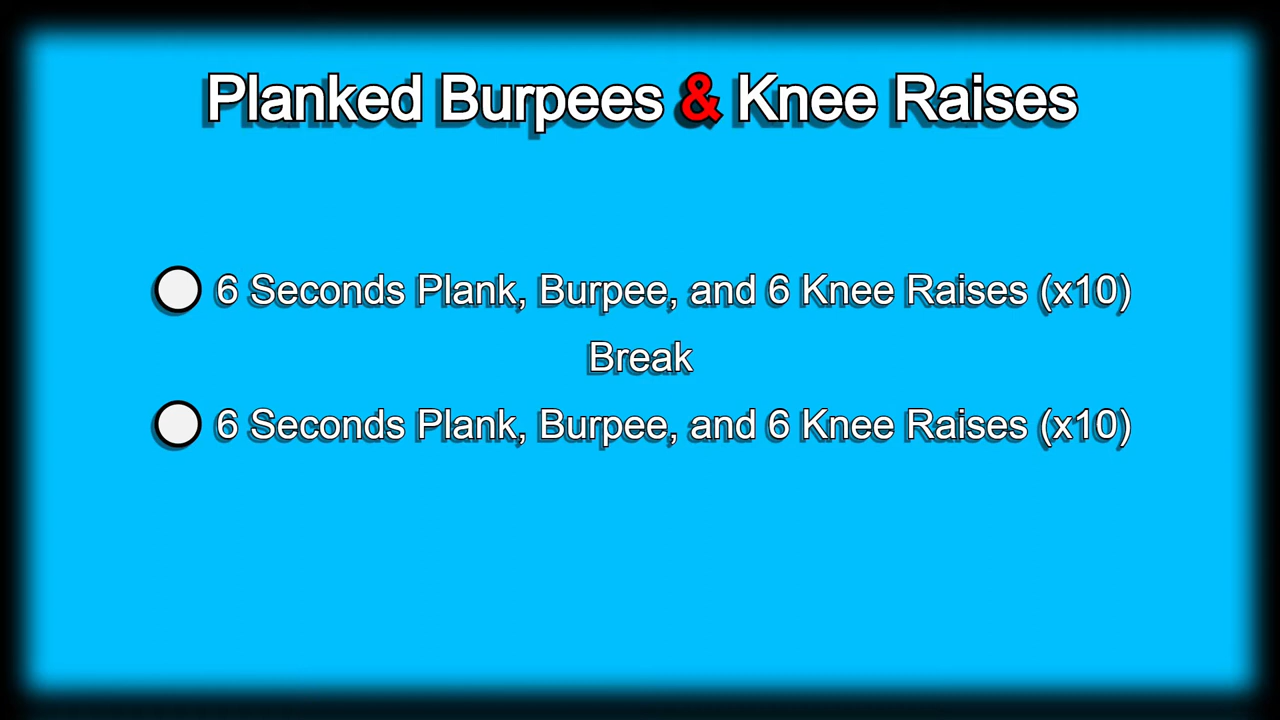 Planked Burpees & Knee Raises
6 Seconds Plank, Burpee, and 6 Knee Raises (x10)
Break
6 Seconds Plank, Burpee, and 6 Knee Raises (x10)